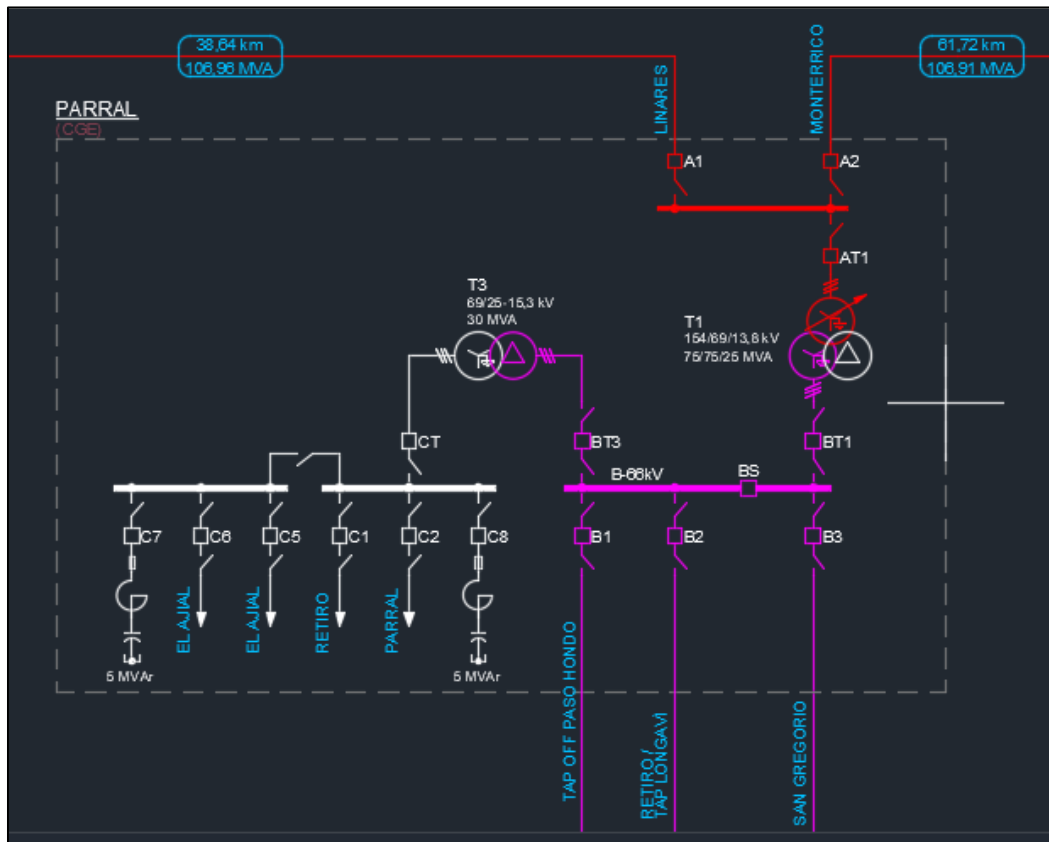 38,64 km
106,96 MVA
61,72 km
106,91 MVA
LINARES
MONTERRICO
PARRAL
(CGE)
A1
A2
AT1
T3
69/25-15,3 kV
30 MVA
T1
154/69/13,8 kV
75/75/25 MVA
CT
BT3
BT1
B-66kV
BS
C7
C6
C5
C1
C2
C8
B1
B2
B3
EL AJIAL
EL AJIAL
RETIRO
PARRAL
5 MVAr
5 MVAr
TAP OFF PASO HONDO
RETIRO /
TAP LONGAVÍ
SAN GREGORIO